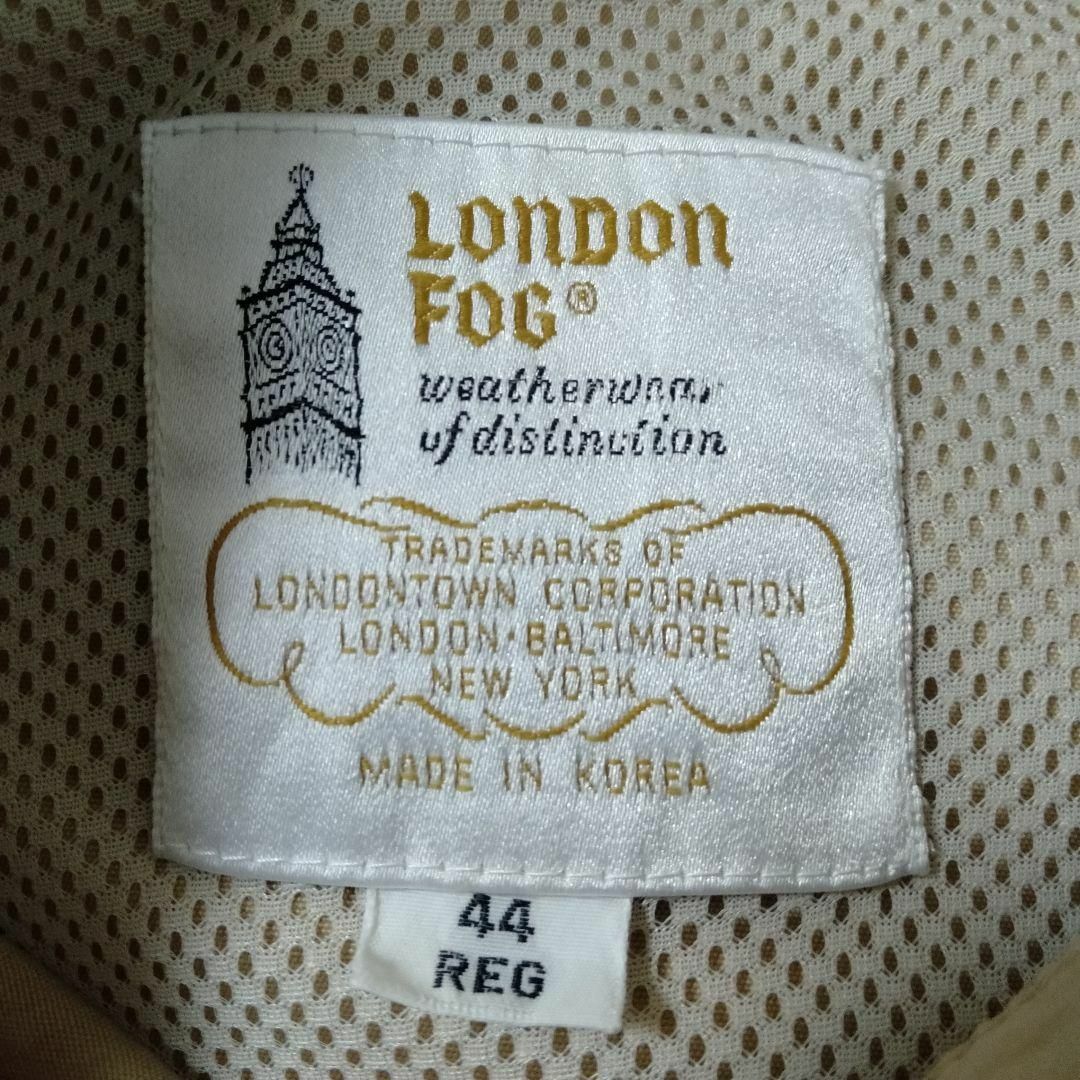 LONDON
FOG®
weatherwear
of distinction
TRADEMARKS OF
LONDONTOWN CORPORATION
LONDON·BALTIMORE
NEW YORK
MADE IN KOREA
44
REG